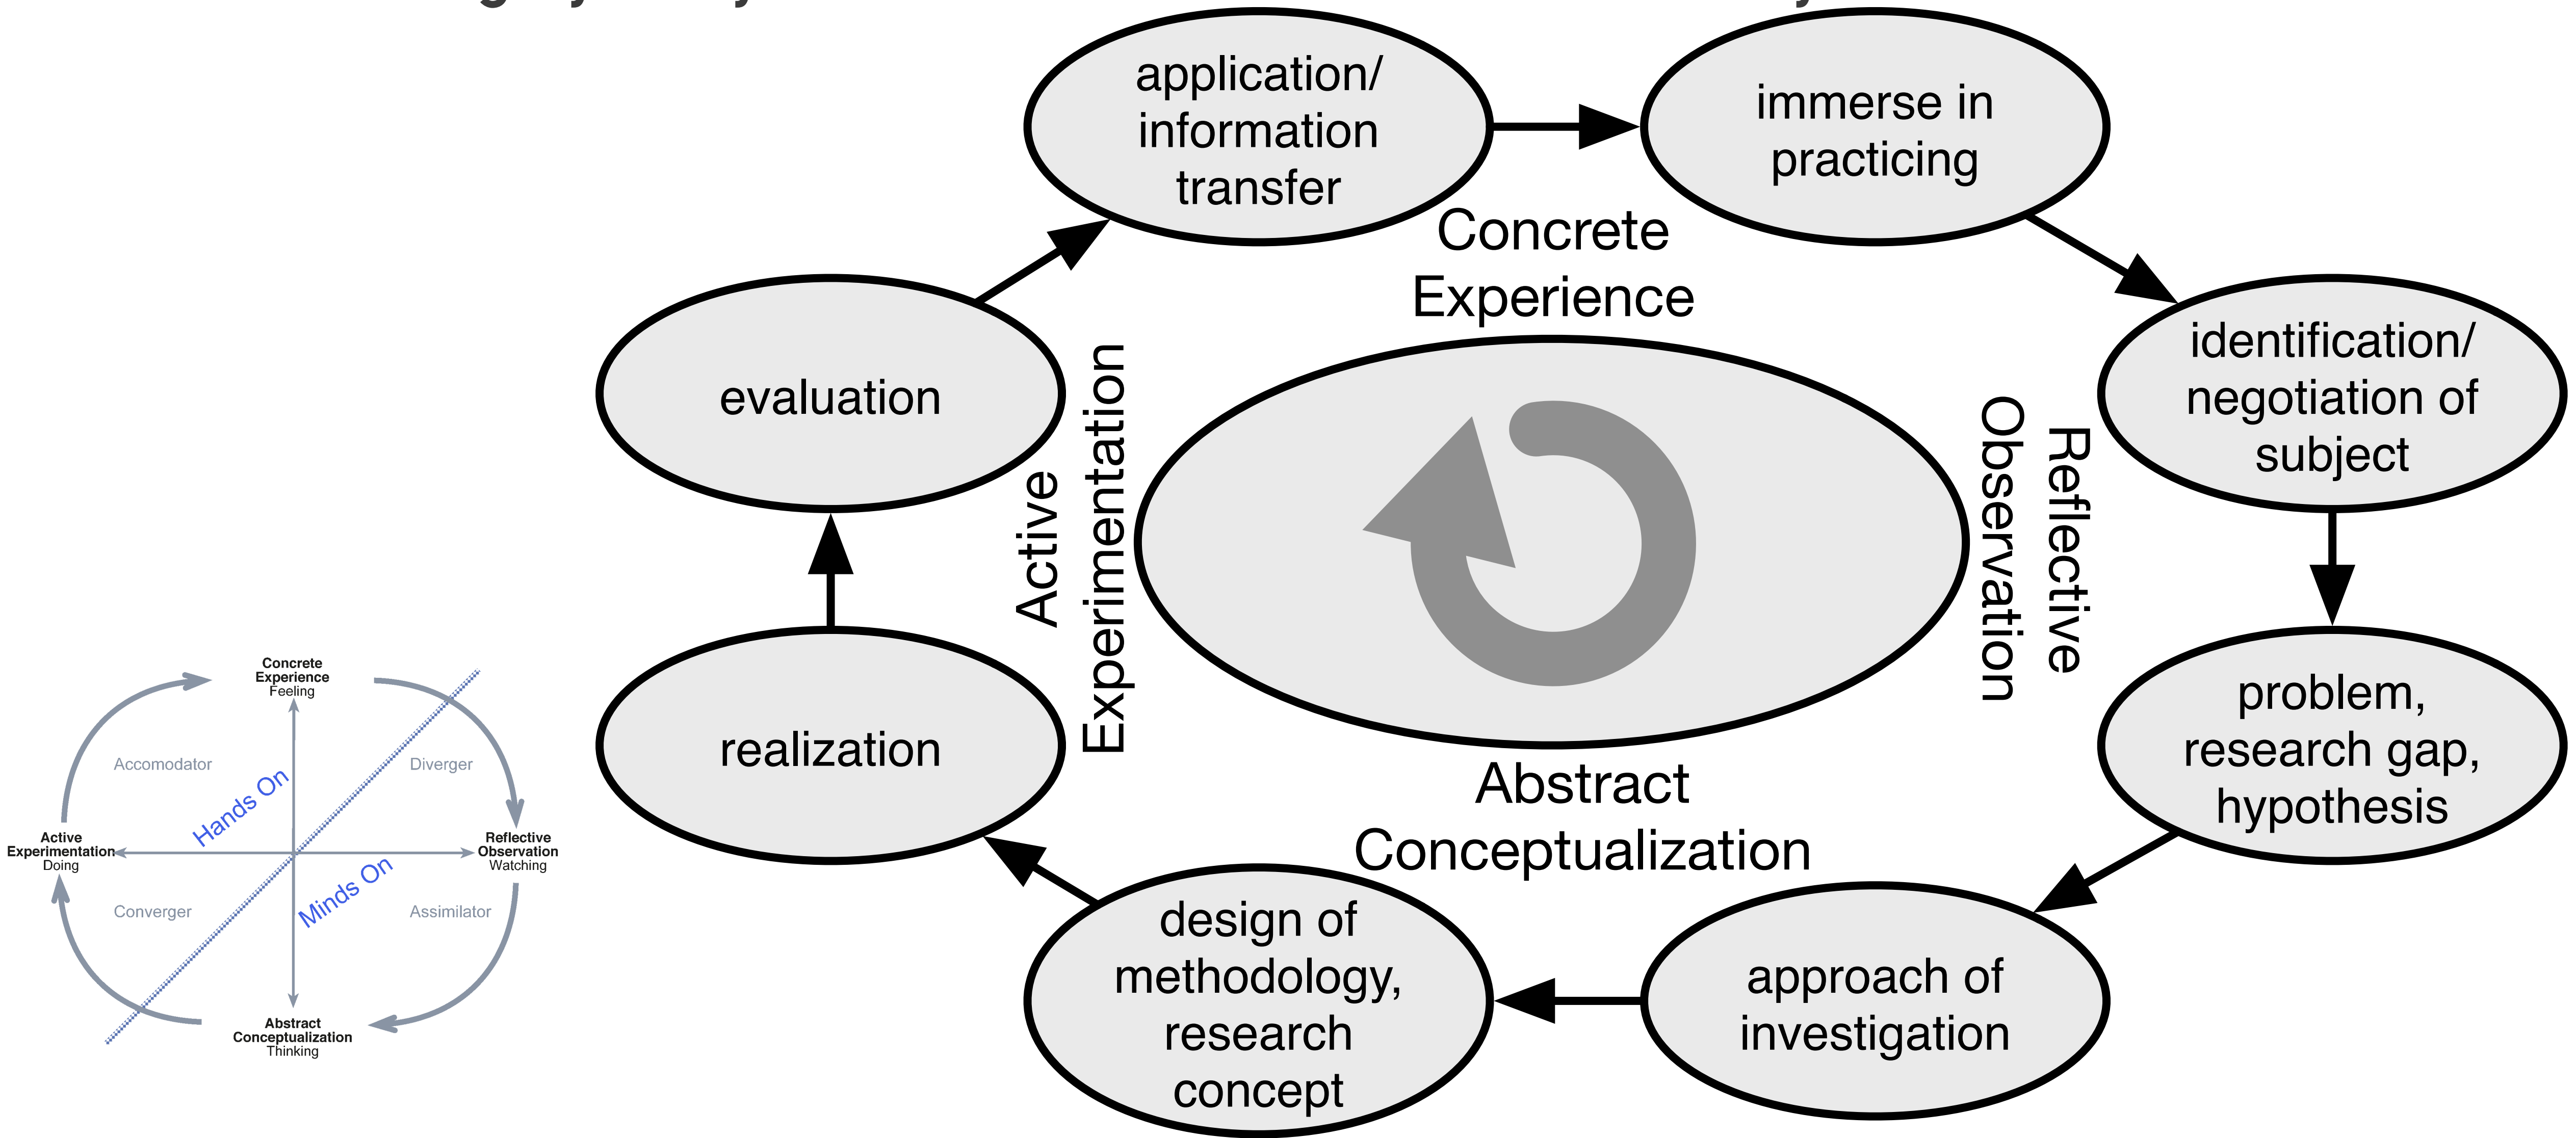 application/
information
transfer
immerse in
practicing
identification/
negotiation of
subject
problem,
research gap,
hypothesis
approach of
investigation
design of
methodology,
research
concept
realization
evaluation
Concrete
Experience
Reflective
Observation
Abstract
Conceptualization
Active
Experimentation
Concrete
Experience
Feeling
Accomodator
Diverger
Hands On
Active
Experimentation
Doing
Reflective
Observation
Watching
Minds On
Converger
Assimilator
Abstract
Conceptualization
Thinking